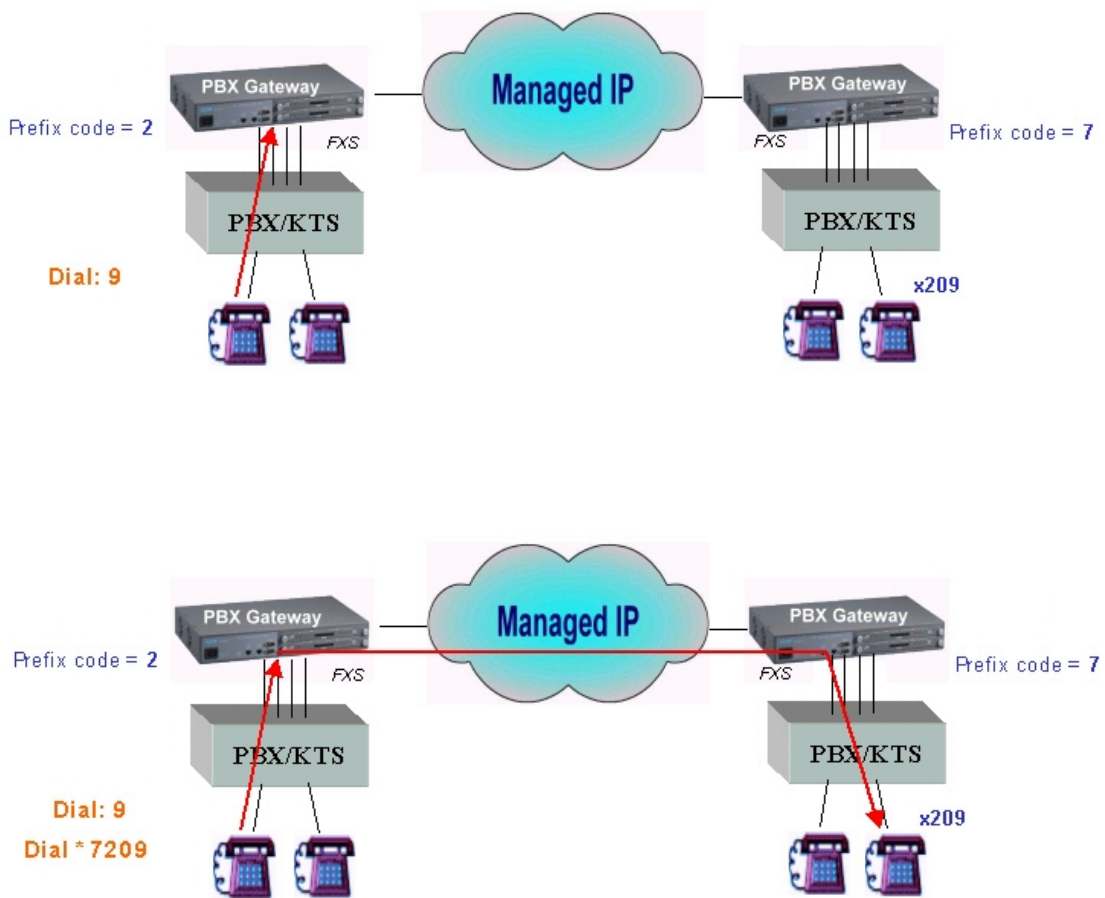 PBX Gateway
Managed IP
PBX Gateway
Prefix code = 2
FXS
FXS
Prefix code = 7
PBX/KTS
PBX/KTS
Dial: 9
x209
PBX Gateway
Managed IP
PBX Gateway
Prefix code = 2
FXS
FXS
Prefix code = 7
PBX/KTS
PBX/KTS
Dial: 9
x209
Dial * 7209